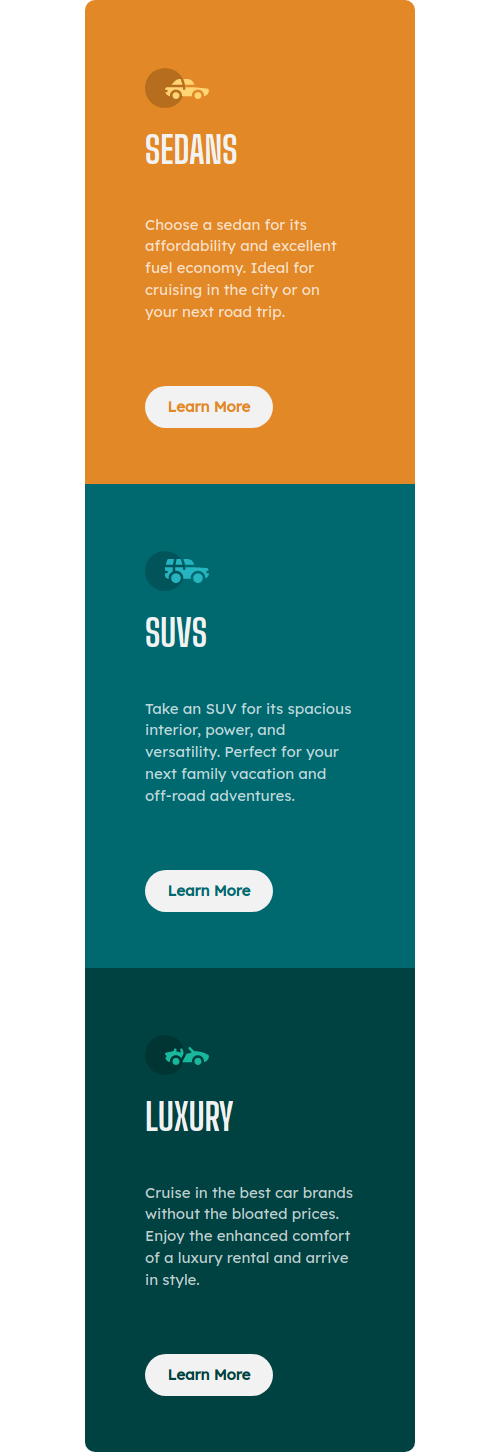 SEDANS
Choose a sedan for its
affordability and excellent
fuel economy. Ideal for
cruising in the city or on
your next road trip.
Learn More
SUVS
Take an SUV for its spacious
interior, power, and
versatility. Perfect for your
next family vacation and
off-road adventures.
Learn More
LUXURY
Cruise in the best car brands
without the bloated prices.
Enjoy the enhanced comfort
of a luxury rental and arrive
in style.
Learn More